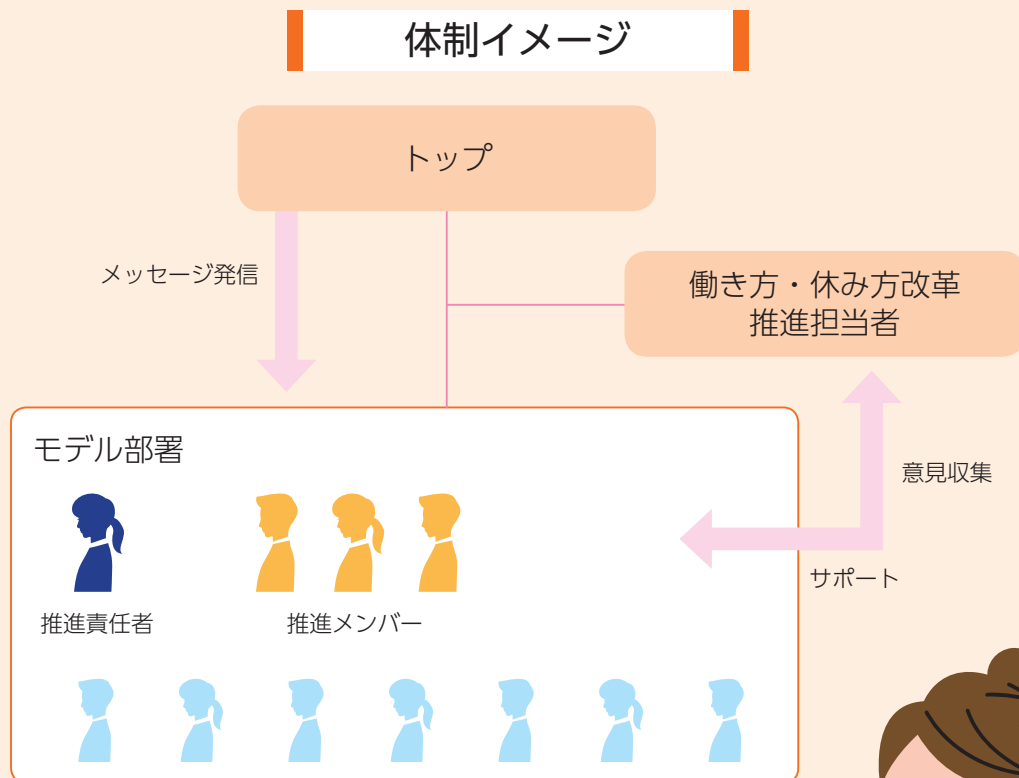 体制イメージ
トップ
メッセージ発信
働き方・休み方改革
推進担当者
モデル部署
意見収集
サポート
推進責任者
推進メンバー